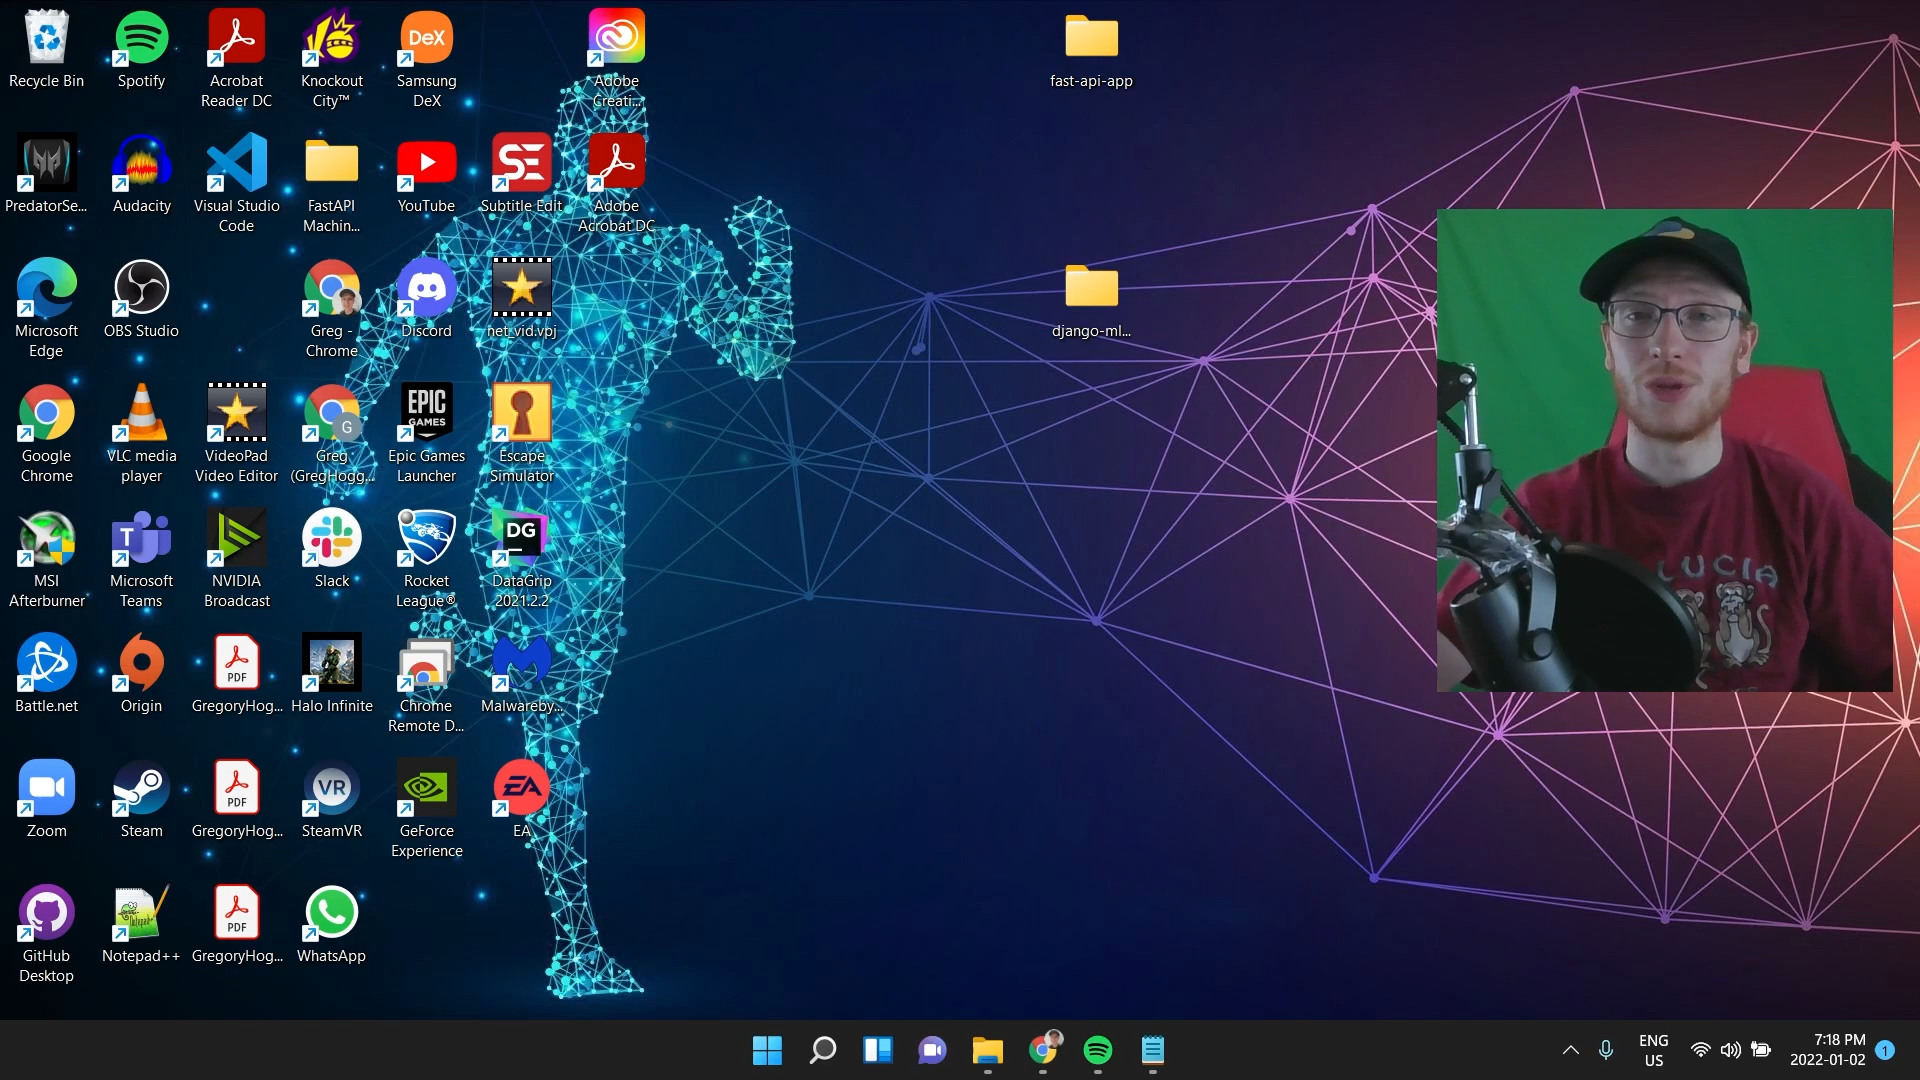 Recycle Bin
Spotify
Acrobat
Reader DC
Knockout
City™
DeX
Samsung
DeX
Adobe
Creati...
fast-api-app
PredatorSe...
Audacity
Visual Studio
Code
FastAPI
Machin...
YouTube
SE
Subtitle Edit
Adobe
Acrobat DC
Microsoft
Edge
OBS Studio
Greg -
Chrome
Discord
net_vid.vpj
django-ml...
Google
Chrome
VLC media
player
VideoPad
Video Editor
G
Greg
(GregHogg...
EPIC
GAMES
Epic Games
Launcher
Escape
Simulator
MSI
Afterburner
T
Microsoft
Teams
NVIDIA
Broadcast
Slack
Rocket
League®
DG
DataGrip
2021.2.2
LUCIA
Battle.net
Origin
PDF
GregoryHog...
Halo Infinite
Chrome
Remote D...
Malwareby...
Zoom
Steam
PDF
GregoryHog...
VR
SteamVR
GeForce
Experience
EA
EA
GitHub
Desktop
Notepad++
PDF
GregoryHog...
WhatsApp
ENG
US
7:18 PM
2022-01-02
1